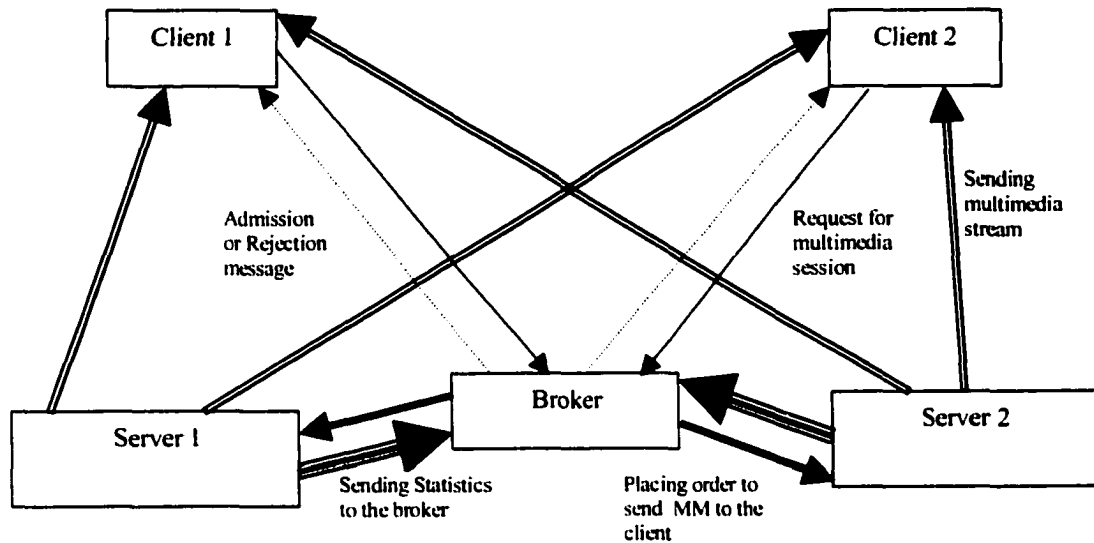 Client 1
Client 2
Admission
or Rejection
message
Request for
multimedia
session
Sending
multimedia
stream
Broker
Server 1
Server 2
Sending Statistics
to the broker
Placing order to
send MM to the
client